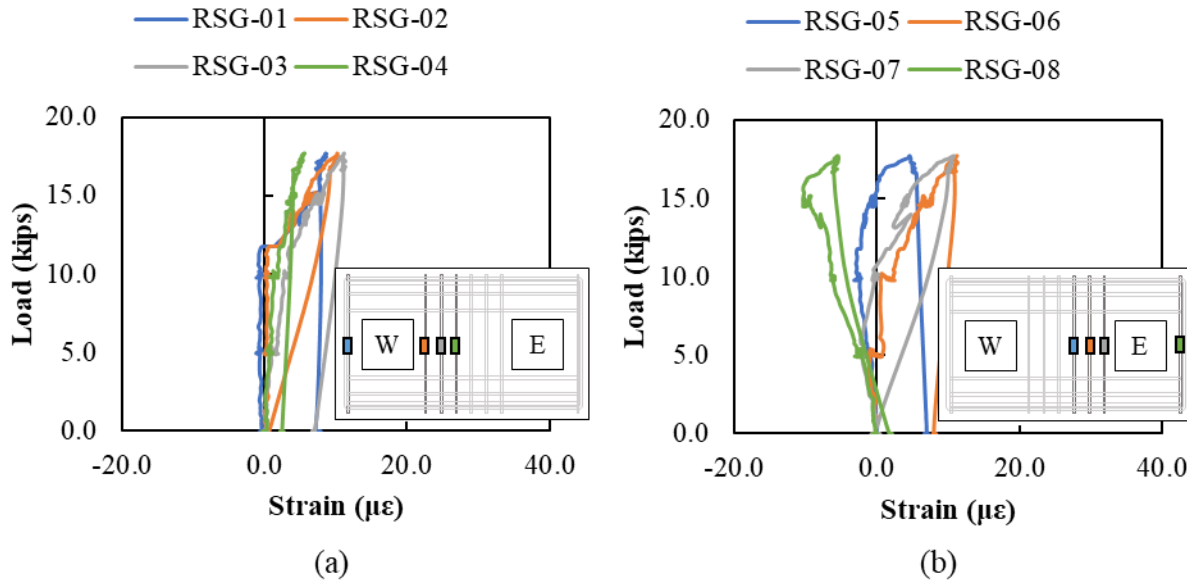 RSG-01 RSG-02
RSG-03 RSG-04
20.0
15.0
10.0
5.0
0.0
Load (kips)
-20.0 0.0 20.0 40.0
Strain (με)
W E
(a)
RSG-05 RSG-06
RSG-07 RSG-08
20.0
15.0
10.0
5.0
0.0
Load (kips)
-20.0 0.0 20.0 40.0
Strain (με)
W E
(b)